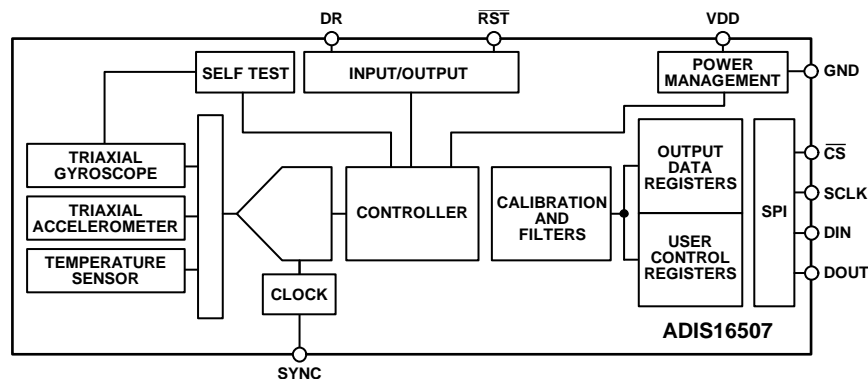 DR
RST
VDD
SELF TEST
INPUT/OUTPUT
POWER
MANAGEMENT
GND
TRIAXIAL
GYROSCOPE
TRIAXIAL
ACCELEROMETER
TEMPERATURE
SENSOR
CONTROLLER
CALIBRATION
AND
FILTERS
OUTPUT
DATA
REGISTERS
USER
CONTROL
REGISTERS
SPI
CS
SCLK
DIN
DOUT
CLOCK
ADIS16507
SYNC